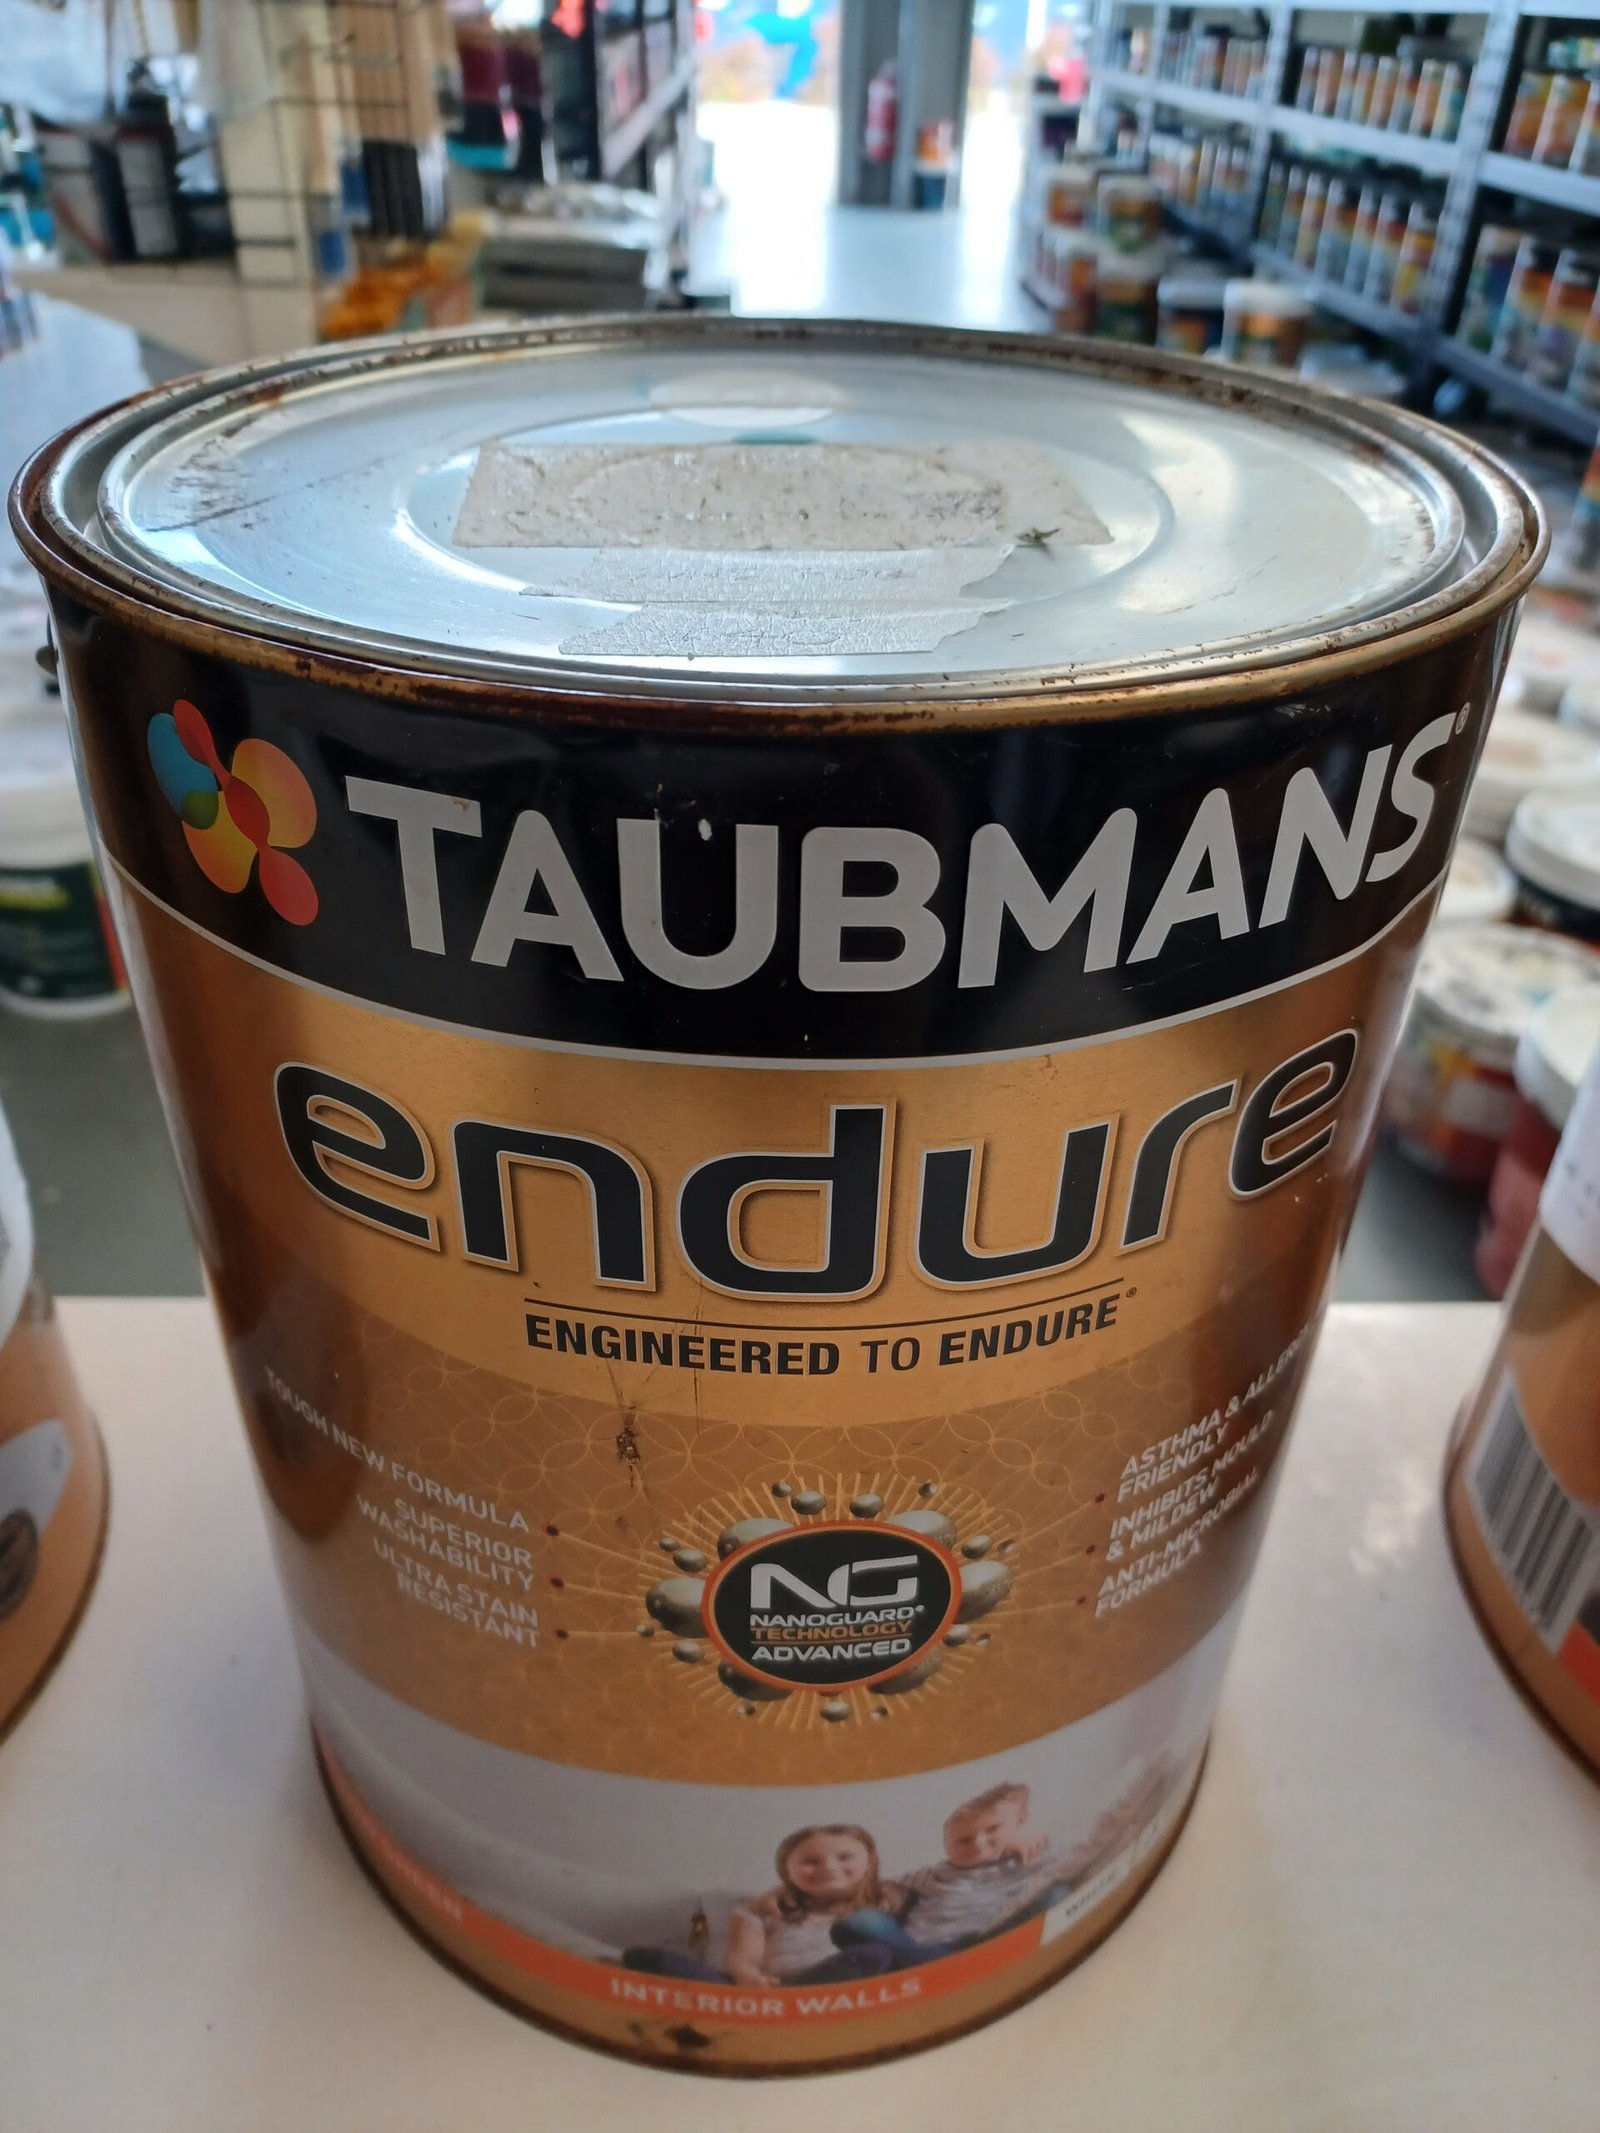 TAUBMANS®
endure
ENGINEERED TO ENDURE®
TOUGH NEW FORMULA
SUPERIOR
WASHABILITY
ULTRA STAIN
RESISTANT
ASTHMA &
FRIENDLY
INHIBITS MOULD
& MILDEW
ANTI-MICROBIAL
FORMULA
NG
NANOGUARD®
TECHNOLOGY
ADVANCED
WHITE
INTERIOR WALLS